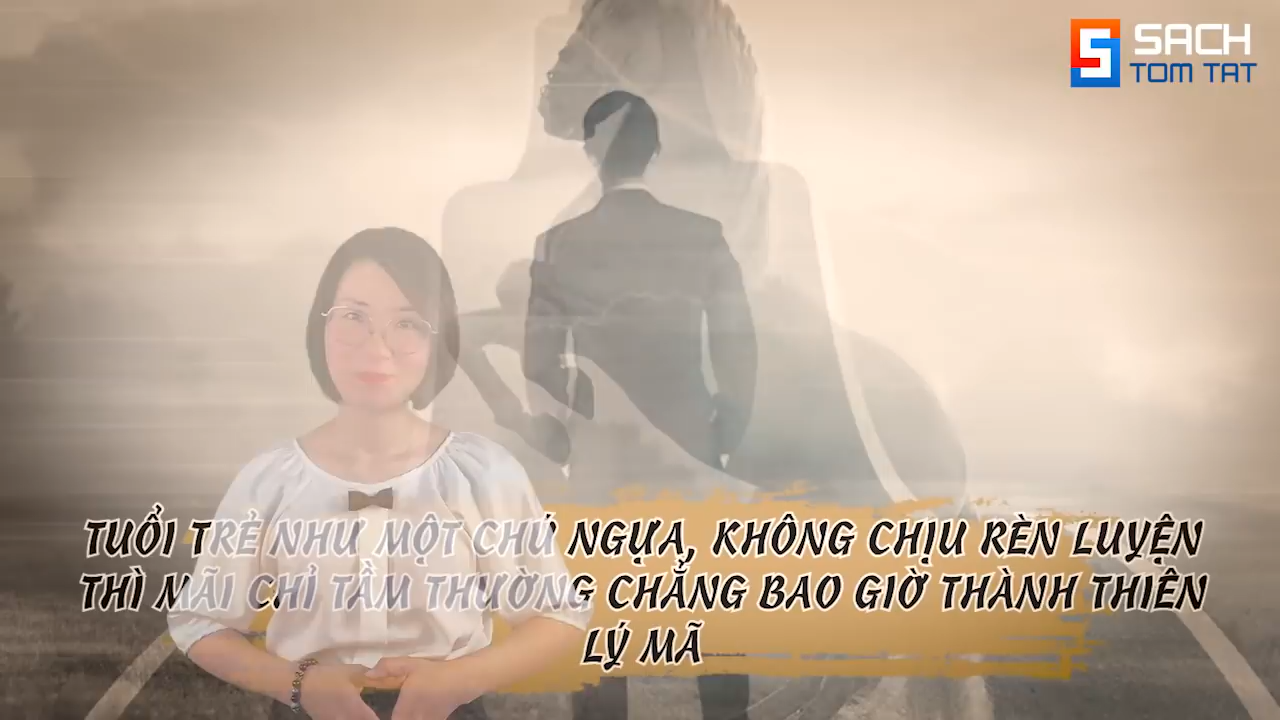 SACH
TOM TAT
TUỔI TRẺ NHƯ MỘT CHÚ NGỰA, KHÔNG CHỊU RÈN LUYỆN
THÌ MÃI CHỈ TẦM THƯỜNG CHẲNG BAO GIỜ THÀNH THIÊN
LÝ MÃ